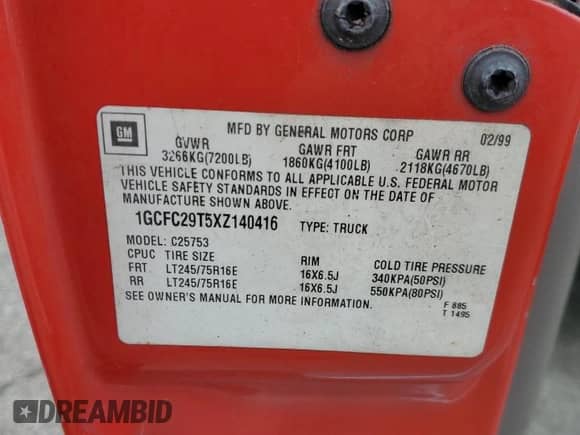 GM
MFD BY GENERAL MOTORS CORP 02/99
GVWR GAWR FRT GAWR RR
3266KG(7200LB) 1860KG(4100LB) 2118KG(4670LB)
THIS VEHICLE CONFORMS TO ALL APPLICABLE U.S. FEDERAL MOTOR
VEHICLE SAFETY STANDARDS IN EFFECT ON THE DATE OF
MANUFACTURE SHOWN ABOVE.
1GCFC29T5XZ140416 TYPE: TRUCK
MODEL: C25753
CPUC TIRE SIZE RIM COLD TIRE PRESSURE
FRT LT245/75R16E 16X6.5J 340KPA(50PSI)
RR LT245/75R16E 16X6.5J 550KPA(80PSI)
SEE OWNER'S MANUAL FOR MORE INFORMATION.
F 885
T 1495
DREAMBID